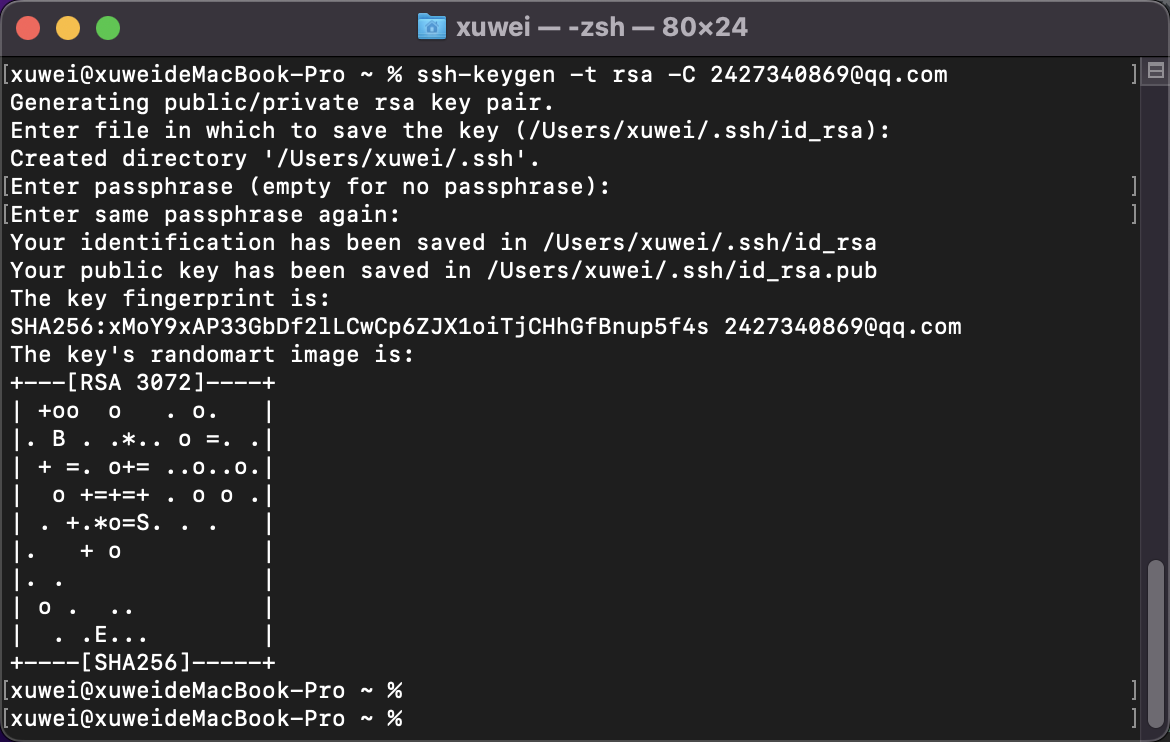 xuwei — -zsh — 80×24
xuwei@xuweideMacBook-Pro ~ % ssh-keygen -t rsa -C 2427340869@qq.com
Generating public/private rsa key pair.
Enter file in which to save the key (/Users/xuwei/.ssh/id_rsa):
Created directory '/Users/xuwei/.ssh'.
Enter passphrase (empty for no passphrase):
Enter same passphrase again:
Your identification has been saved in /Users/xuwei/.ssh/id_rsa
Your public key has been saved in /Users/xuwei/.ssh/id_rsa.pub
The key fingerprint is:
SHA256:xMoY9xAP33GbDf2lLCwCp6ZJX1oiTjCHhGfBnup5f4s 2427340869@qq.com
The key's randomart image is:
+---[RSA 3072]----+
| +oo  o   . o.   |
|. B . .*.. o =. .|
| + =. o+= ..o..o.|
|  o +=+=+ . o o .|
| . +.*o=S. . .   |
|.   + o          |
|. .              |
| o .  ..         |
|  . .E...        |
+----[SHA256]-----+
xuwei@xuweideMacBook-Pro ~ %
xuwei@xuweideMacBook-Pro ~ %